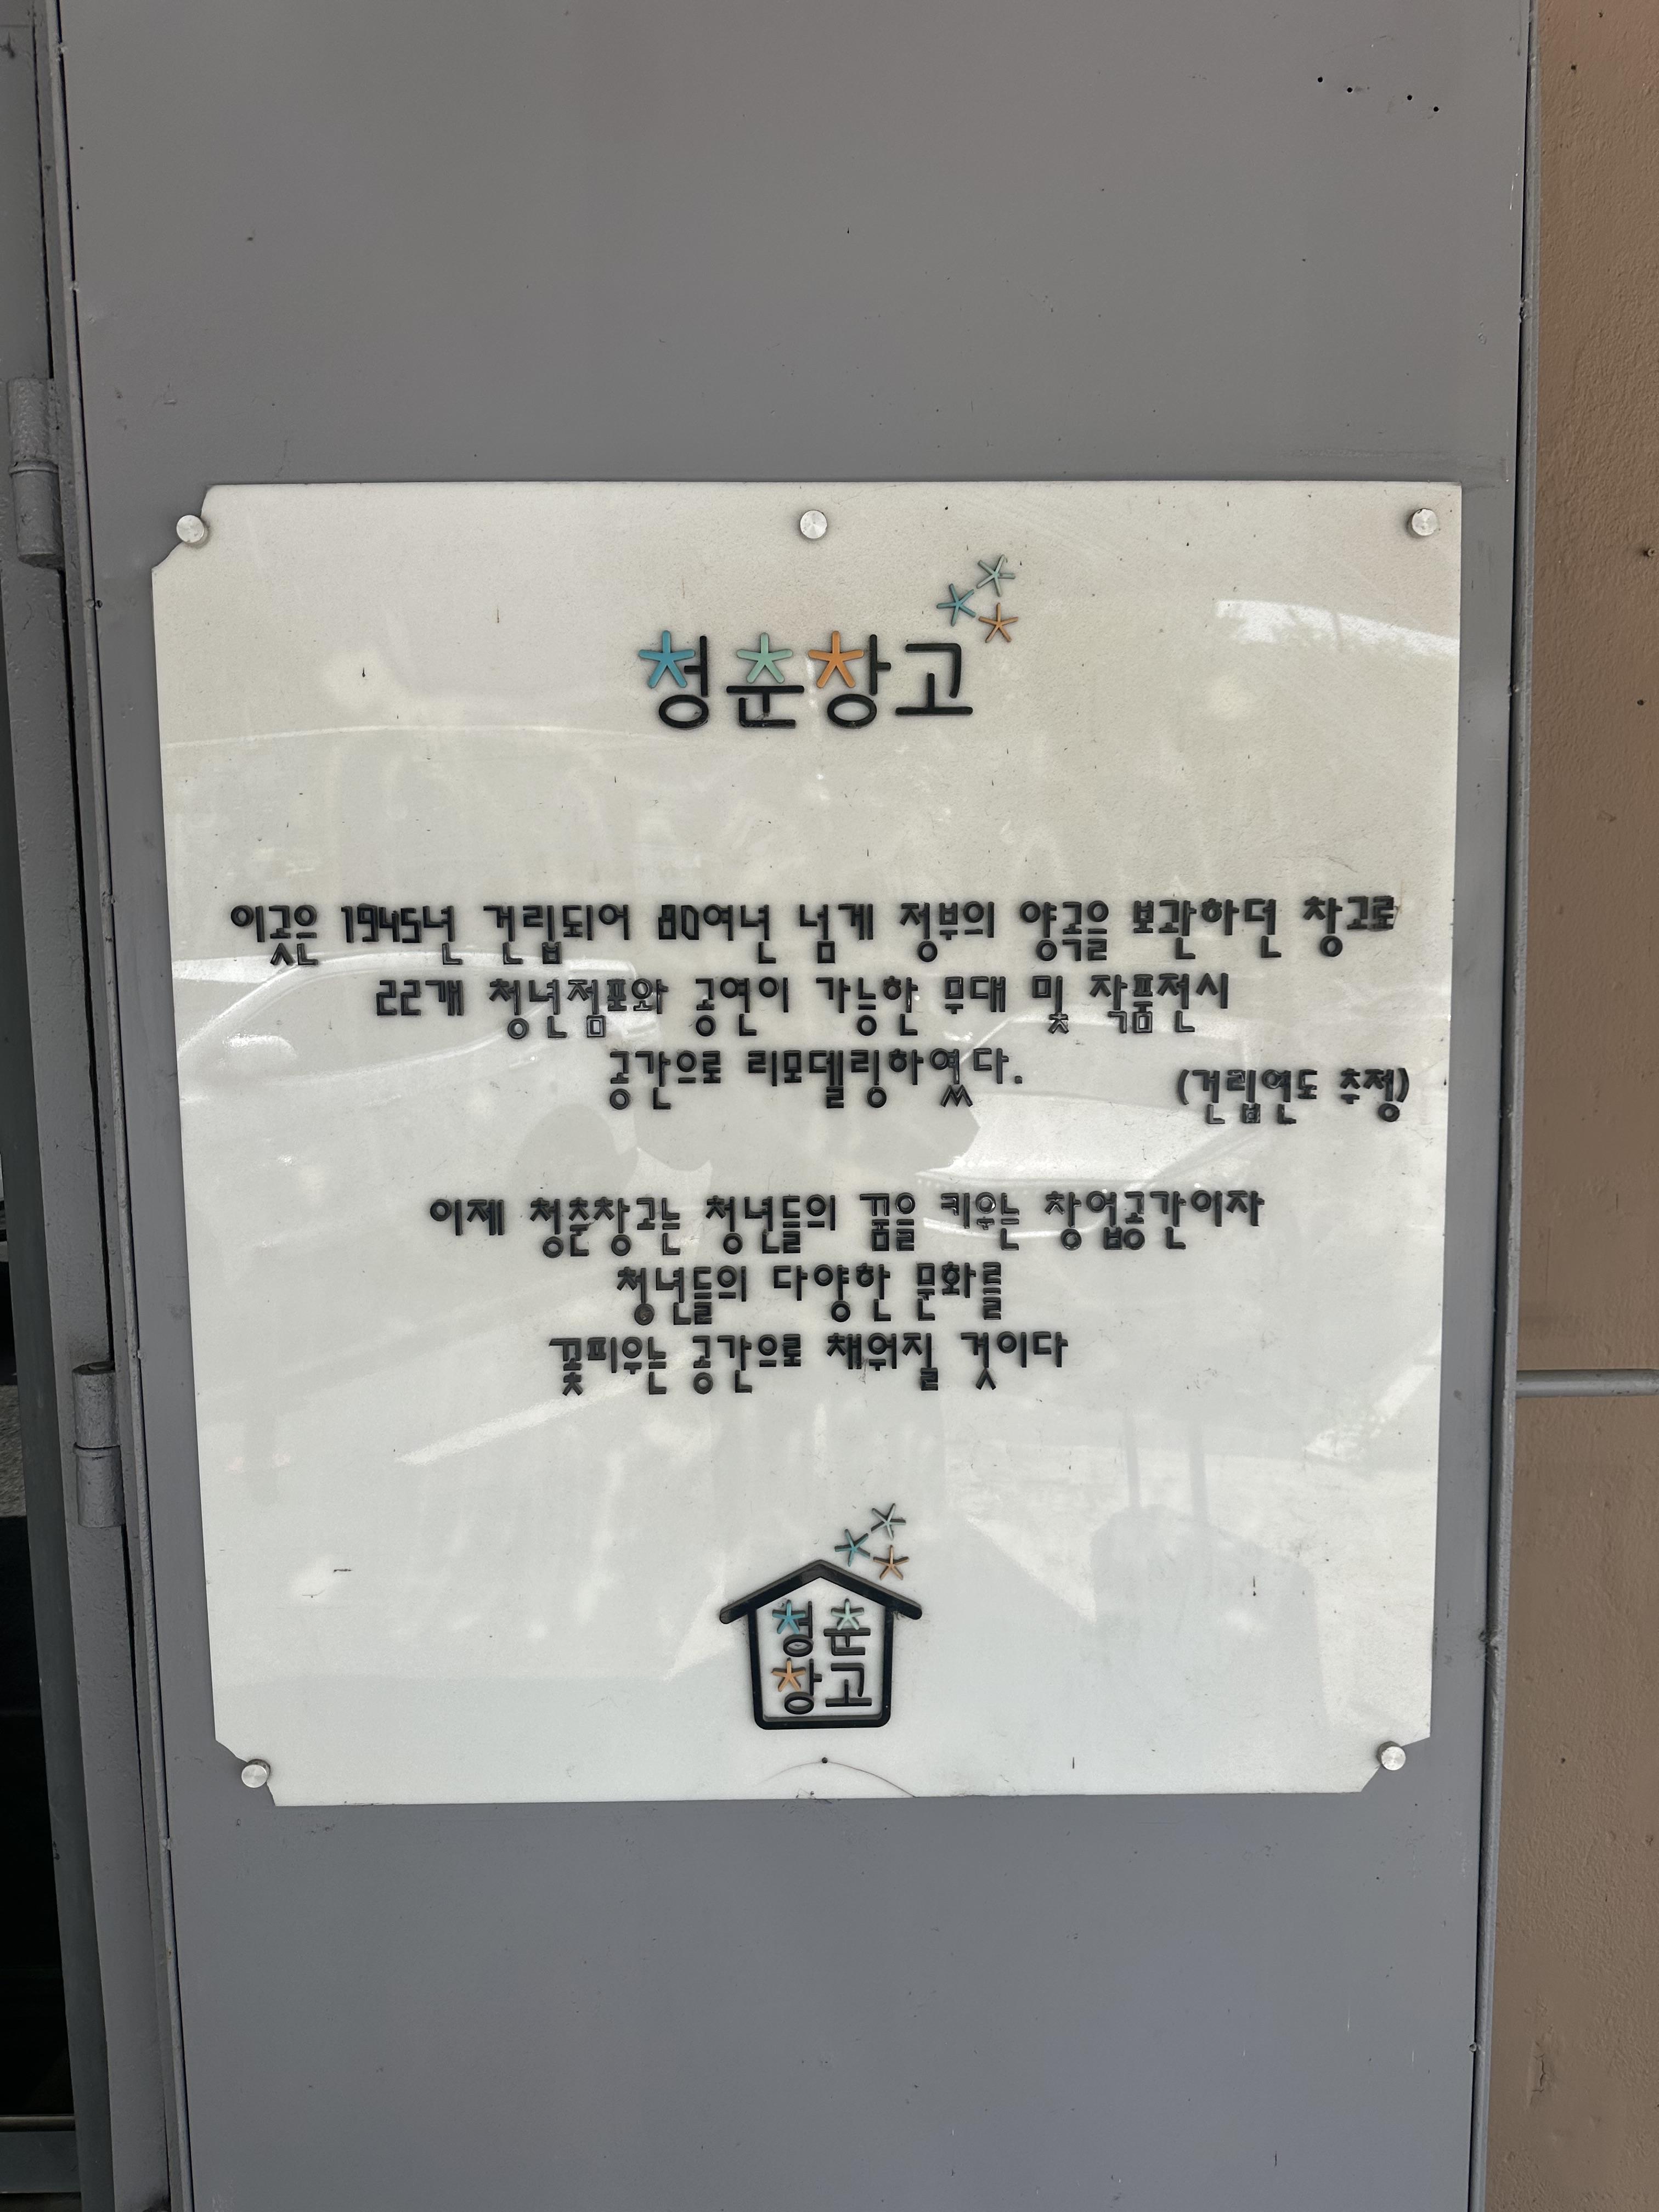 청춘창고
이곳은 1945년 건립되어 80여년 넘게 정부의 양곡을 보관하던 창고로
22개 청년점포와 공연이 가능한 무대 및 작품전시
공간으로 리모델링하였다.
(건립연도 추정)
이제 청춘창고는 청년들의 꿈을 키우는 창업공간이자
청년들의 다양한 문화를
꽃피우는 공간으로 채워질 것이다
청춘
창고